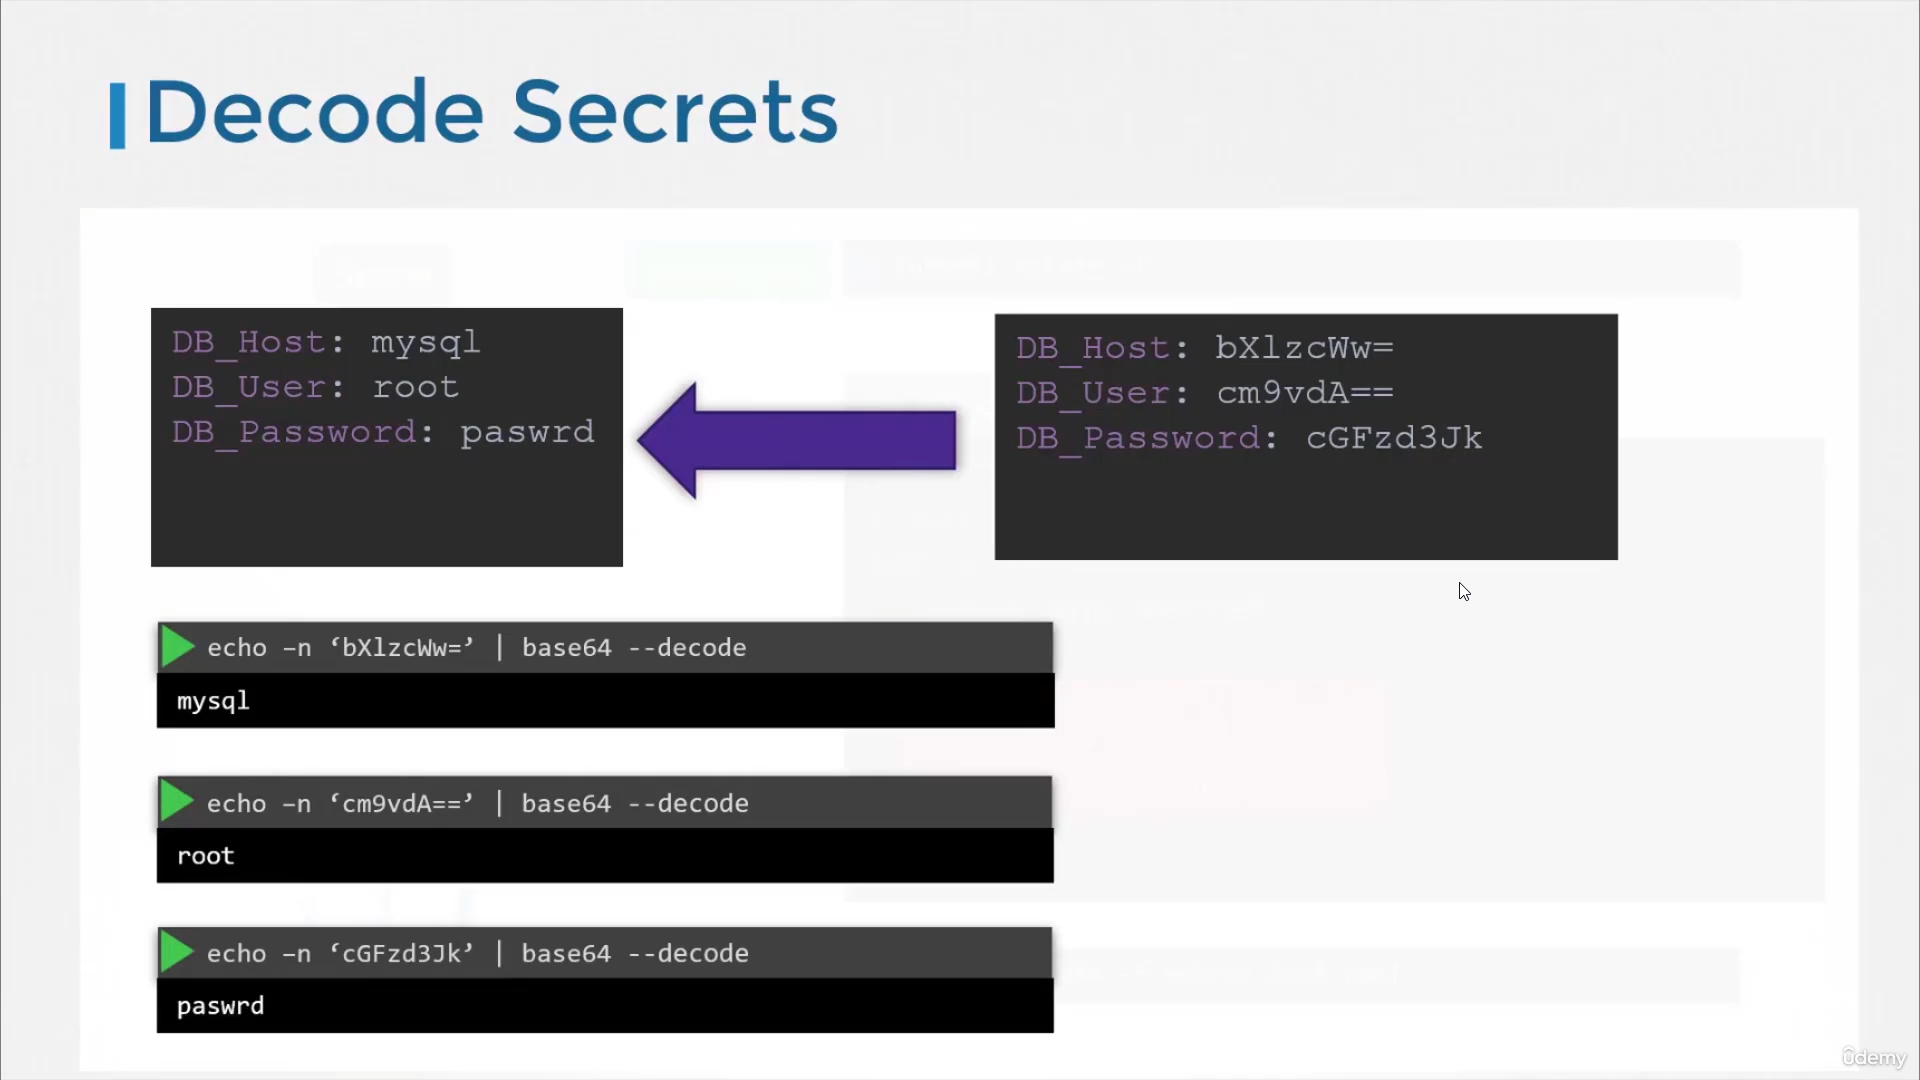 Decode Secrets
DB_Host: mysql
DB_User: root
DB_Password: paswrd
DB_Host: bXlzcWw=
DB_User: cm9vdA==
DB_Password: cGFzd3Jk
echo –n ‘bXlzcWw=’ | base64 --decode
mysql
echo –n ‘cm9vdA==’ | base64 --decode
root
echo –n ‘cGFzd3Jk’ | base64 --decode
paswrd
ûdemy